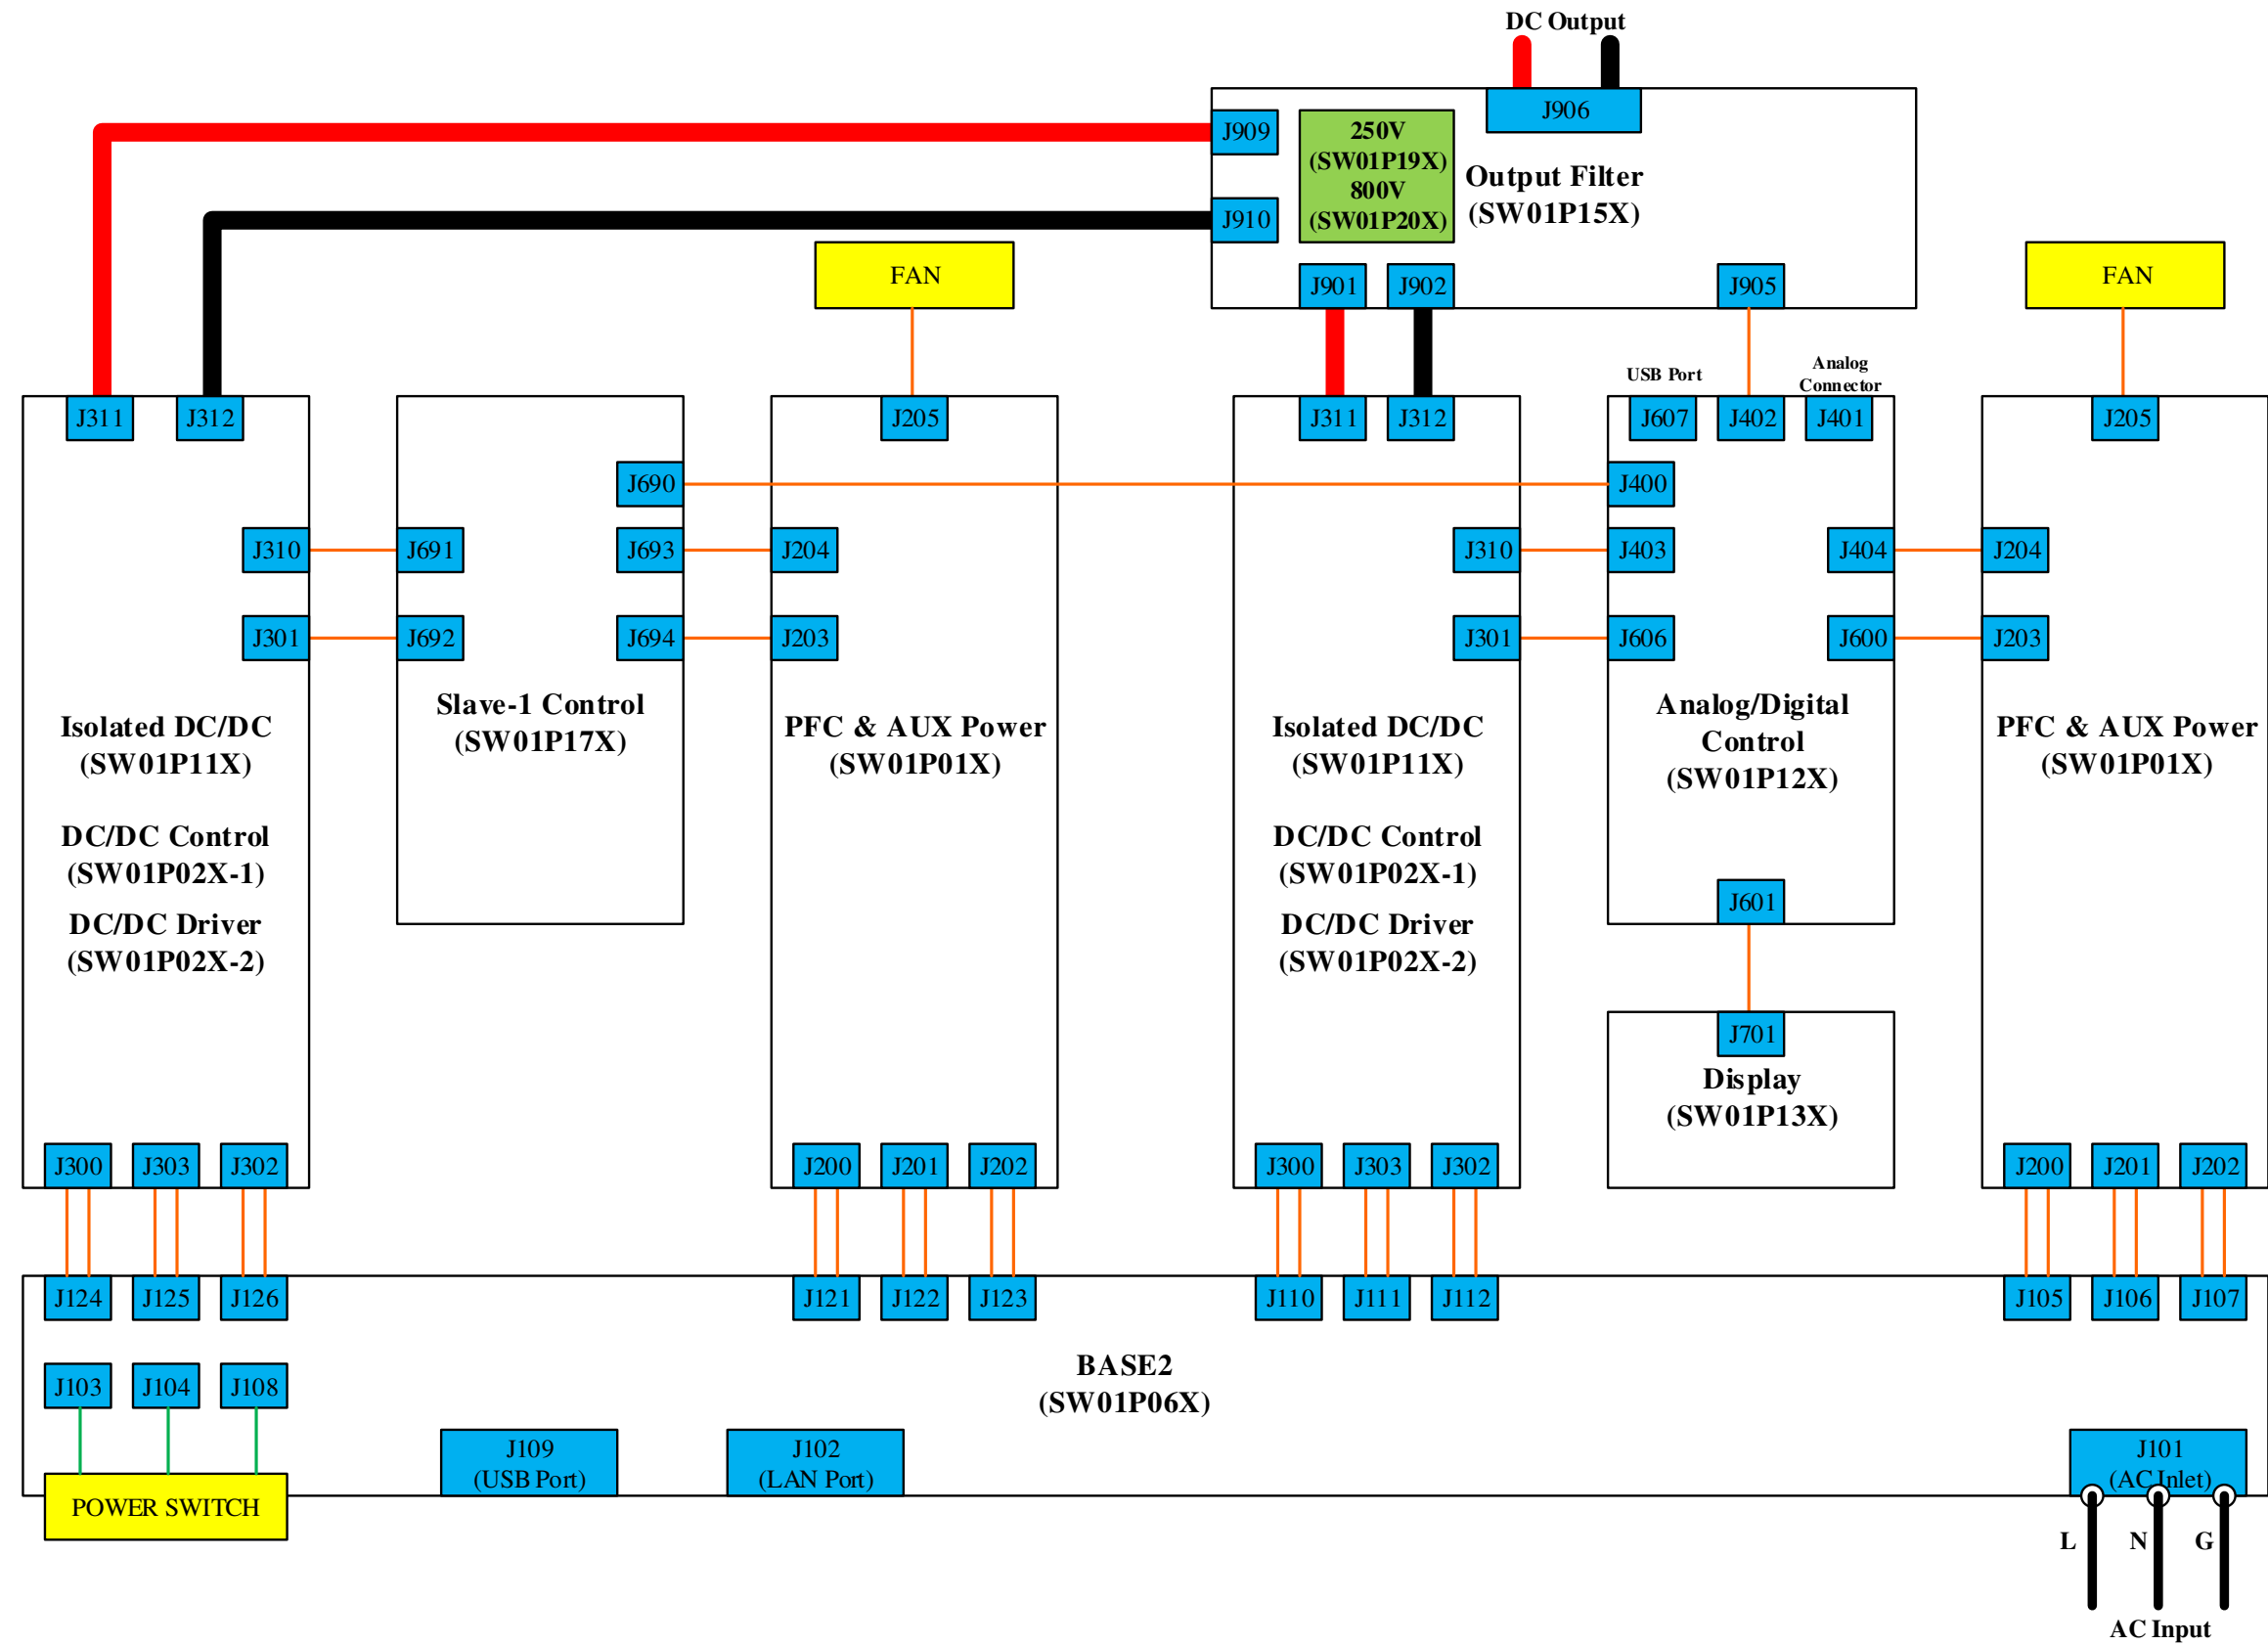 DC Output
J906
J909
250V
(SW01P19X)
800V
(SW01P20X)
Output Filter
(SW01P15X)
J910
FAN
J901
J902
J905
FAN
USB Port
Analog
Connector
J311
J312
J205
J311
J312
J607
J402
J401
J205
J690
J400
J310
J691
J693
J204
J310
J403
J404
J204
J301
J692
J694
J203
J301
J606
J600
J203
Isolated DC/DC
(SW01P11X)
DC/DC Control
(SW01P02X-1)
DC/DC Driver
(SW01P02X-2)
Slave-1 Control
(SW01P17X)
PFC & AUX Power
(SW01P01X)
Isolated DC/DC
(SW01P11X)
DC/DC Control
(SW01P02X-1)
DC/DC Driver
(SW01P02X-2)
Analog/Digital
Control
(SW01P12X)
PFC & AUX Power
(SW01P01X)
J601
J701
Display
(SW01P13X)
J300
J303
J302
J200
J201
J202
J300
J303
J302
J200
J201
J202
J124
J125
J126
J121
J122
J123
J110
J111
J112
J105
J106
J107
BASE2
(SW01P06X)
J103
J104
J108
J109
(USB Port)
J102
(LAN Port)
J101
(AC Inlet)
POWER SWITCH
L
N
G
AC Input